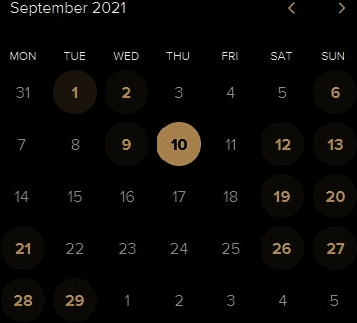 September 2021
MON TUE WED THU FRI SAT SUN
31 1 2 3 4 5 6
7 8 9 10 11 12 13
14 15 16 17 18 19 20
21 22 23 24 25 26 27
28 29 1 2 3 4 5